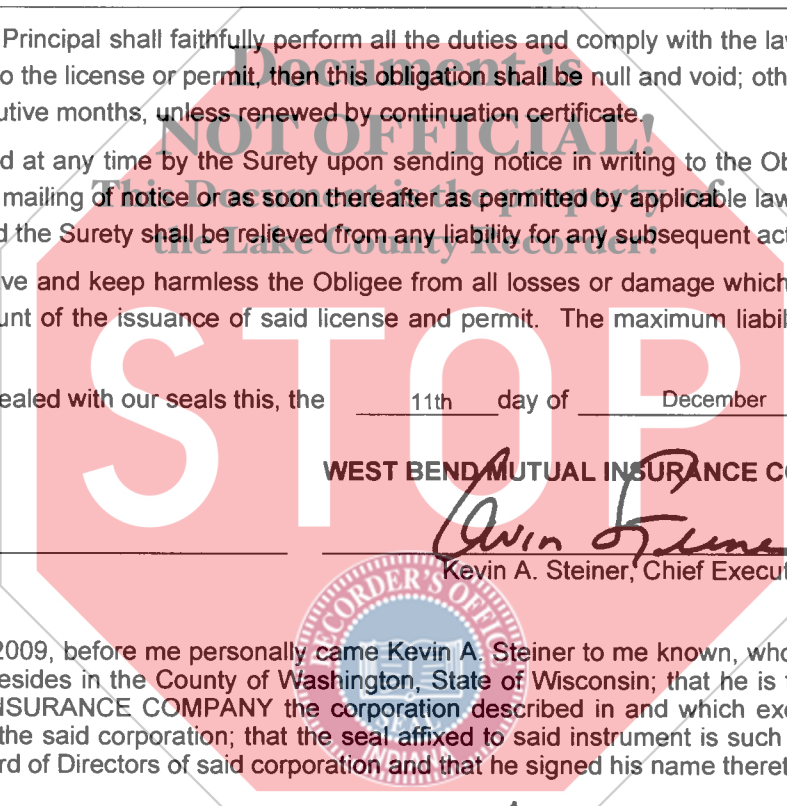 Principal shall faithfully perform all the duties and comply with the la
o the license or permit, then this obligation shall be null and void; oth
utive months, unless renewed by continuation certificate.
Document is
NOT OFFICIAL!
d at any time by the Surety upon sending notice in writing to the Ob
mailing of notice or as soon thereafter as permitted by applicable law
This Document is the property of
d the Surety shall be relieved from any liability for any subsequent act
the Lake County Recorder!
ve and keep harmless the Obligee from all losses or damage which
unt of the issuance of said license and permit. The maximum liabil
STOP
ealed with our seals this, the 11th day of December
WEST BEND MUTUAL INSURANCE CO
Kevin Steiner
Kevin A. Steiner, Chief Execut
RECORDER'S OFFICE
2009, before me personally came Kevin A. Steiner to me known, who
esides in the County of Washington, State of Wisconsin; that he is
NSURANCE COMPANY the corporation described in and which exe
SEAL
the said corporation; that the seal affixed to said instrument is such
INDIANA
rd of Directors of said corporation and that he signed his name theret